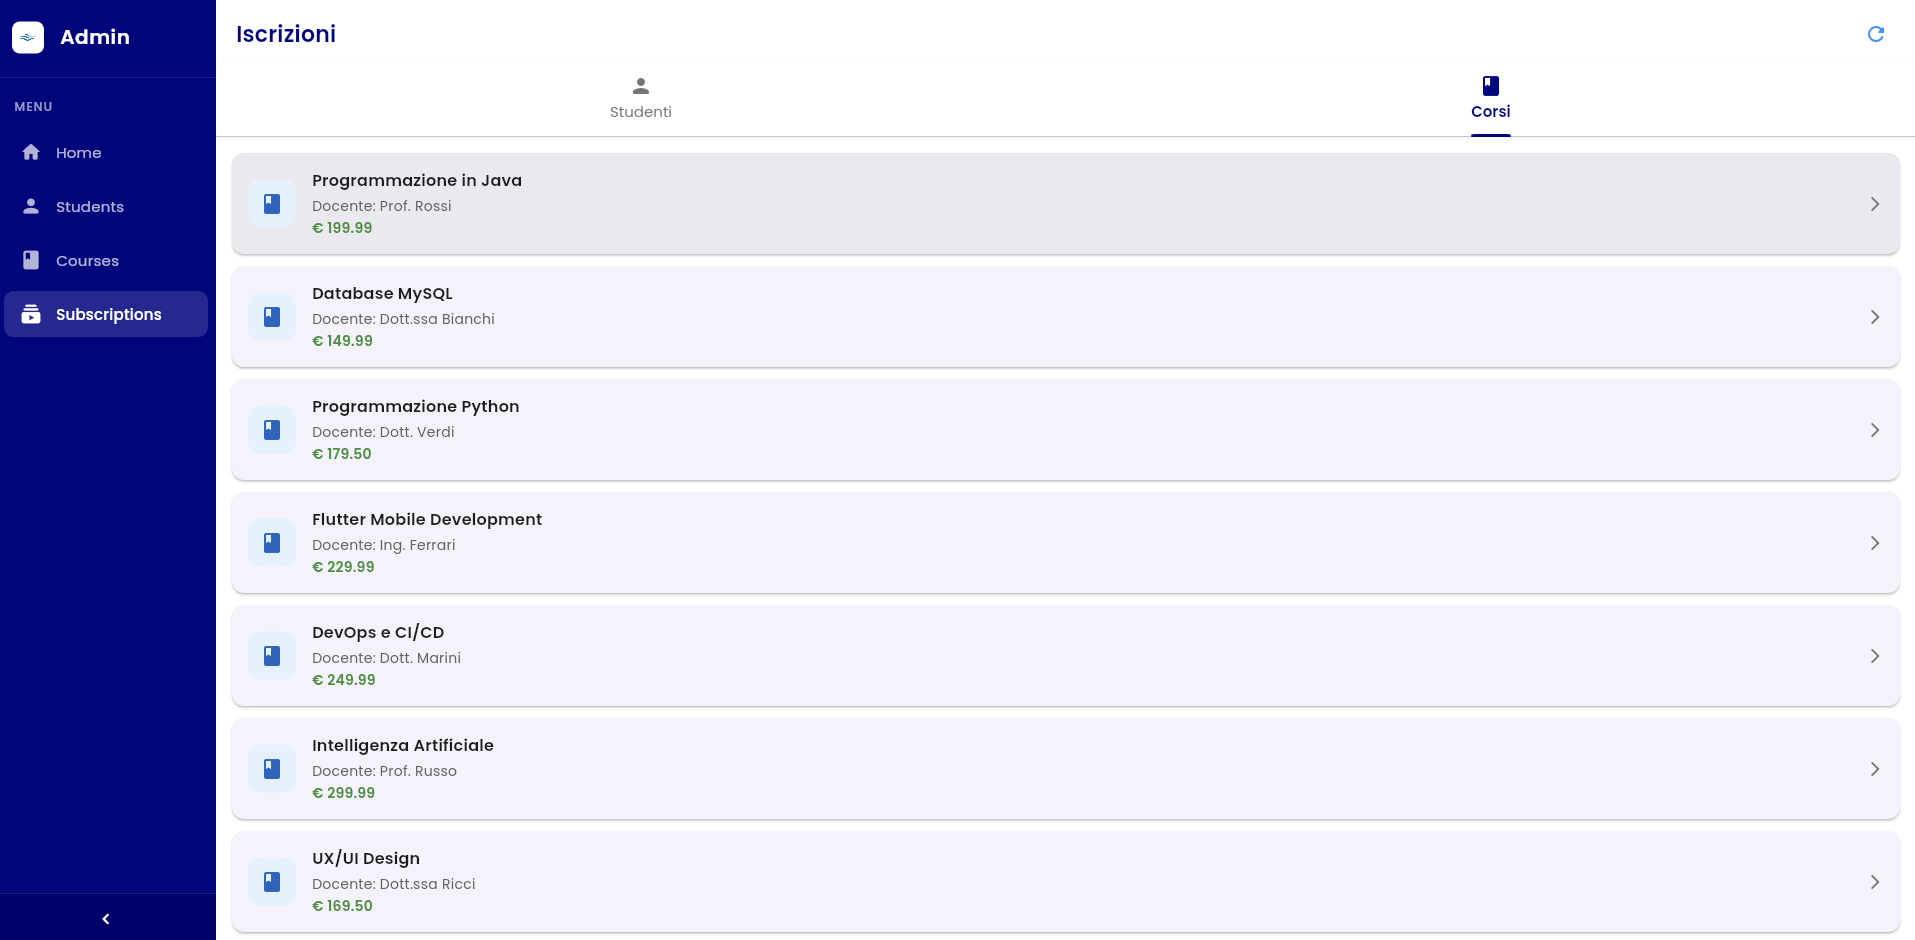 Admin
MENU
Home
Students
Courses
Subscriptions
Iscrizioni
Studenti
Corsi
Programmazione in Java
Docente: Prof. Rossi
€ 199.99
Database MySQL
Docente: Dott.ssa Bianchi
€ 149.99
Programmazione Python
Docente: Dott. Verdi
€ 179.50
Flutter Mobile Development
Docente: Ing. Ferrari
€ 229.99
DevOps e CI/CD
Docente: Dott. Marini
€ 249.99
Intelligenza Artificiale
Docente: Prof. Russo
€ 299.99
UX/UI Design
Docente: Dott.ssa Ricci
€ 169.50